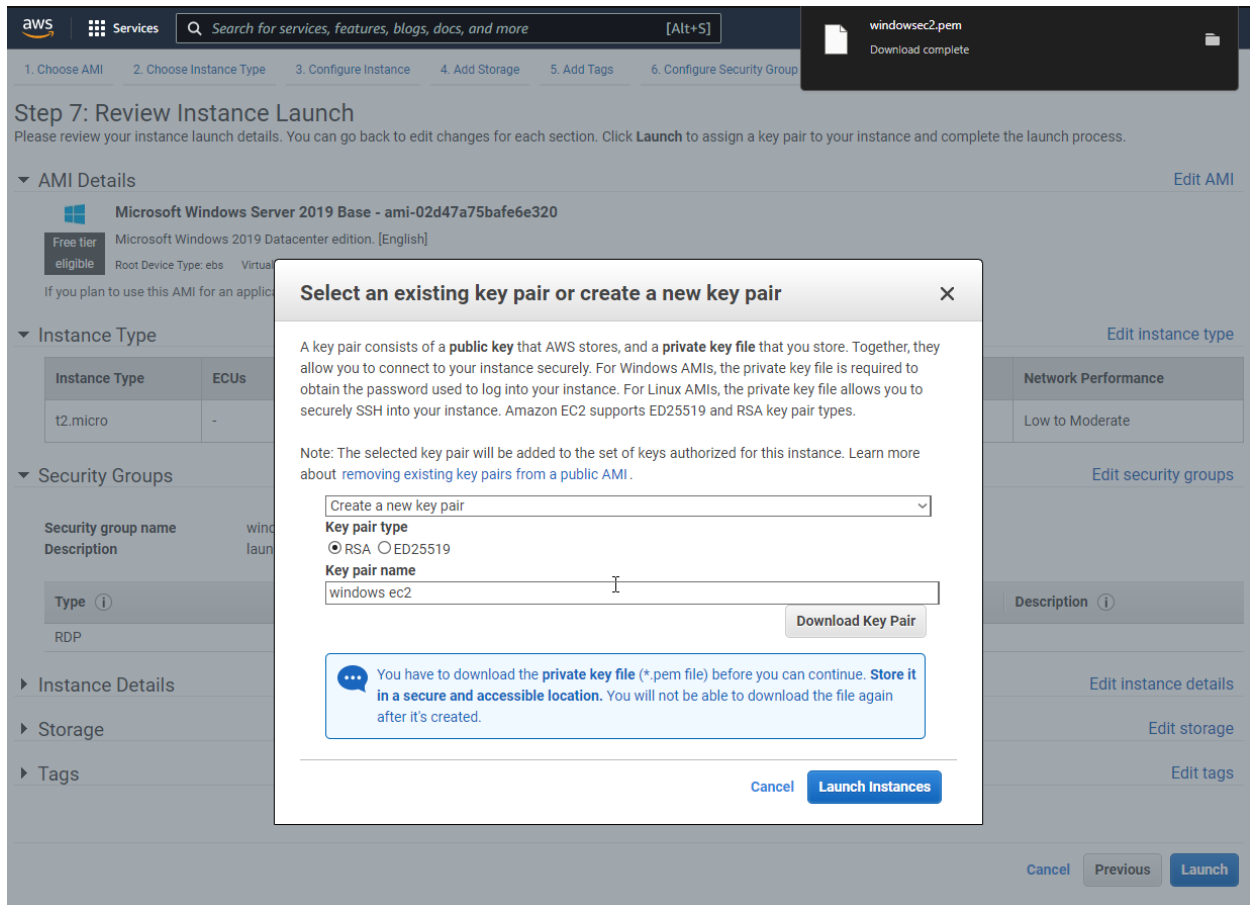 aws
Services
Search for services, features, blogs, docs, and more
[Alt+S]
windowsec2.pem
Download complete
1. Choose AMI
2. Choose Instance Type
3. Configure Instance
4. Add Storage
5. Add Tags
6. Configure Security Group
Step 7: Review Instance Launch
Please review your instance launch details. You can go back to edit changes for each section. Click Launch to assign a key pair to your instance and complete the launch process.
AMI Details
Edit AMI
Microsoft Windows Server 2019 Base - ami-02d47a75bafe6e320
Free tier
eligible
Microsoft Windows 2019 Datacenter edition. [English]
Root Device Type: ebs Virtual
If you plan to use this AMI for an applic
Instance Type
Edit instance type
Instance Type
ECUs
Network Performance
t2.micro
-
Low to Moderate
Security Groups
Edit security groups
Security group name
wind
Description
laun
Type
Description
RDP
Instance Details
Edit instance details
Storage
Edit storage
Tags
Edit tags
Select an existing key pair or create a new key pair
A key pair consists of a public key that AWS stores, and a private key file that you store. Together, they
allow you to connect to your instance securely. For Windows AMIs, the private key file is required to
obtain the password used to log into your instance. For Linux AMIs, the private key file allows you to
securely SSH into your instance. Amazon EC2 supports ED25519 and RSA key pair types.
Note: The selected key pair will be added to the set of keys authorized for this instance. Learn more
about removing existing key pairs from a public AMI .
Create a new key pair
Key pair type
RSA
ED25519
Key pair name
windows ec2
Download Key Pair
You have to download the private key file (*.pem file) before you can continue. Store it
in a secure and accessible location. You will not be able to download the file again
after it's created.
Cancel
Launch Instances
Cancel
Previous
Launch